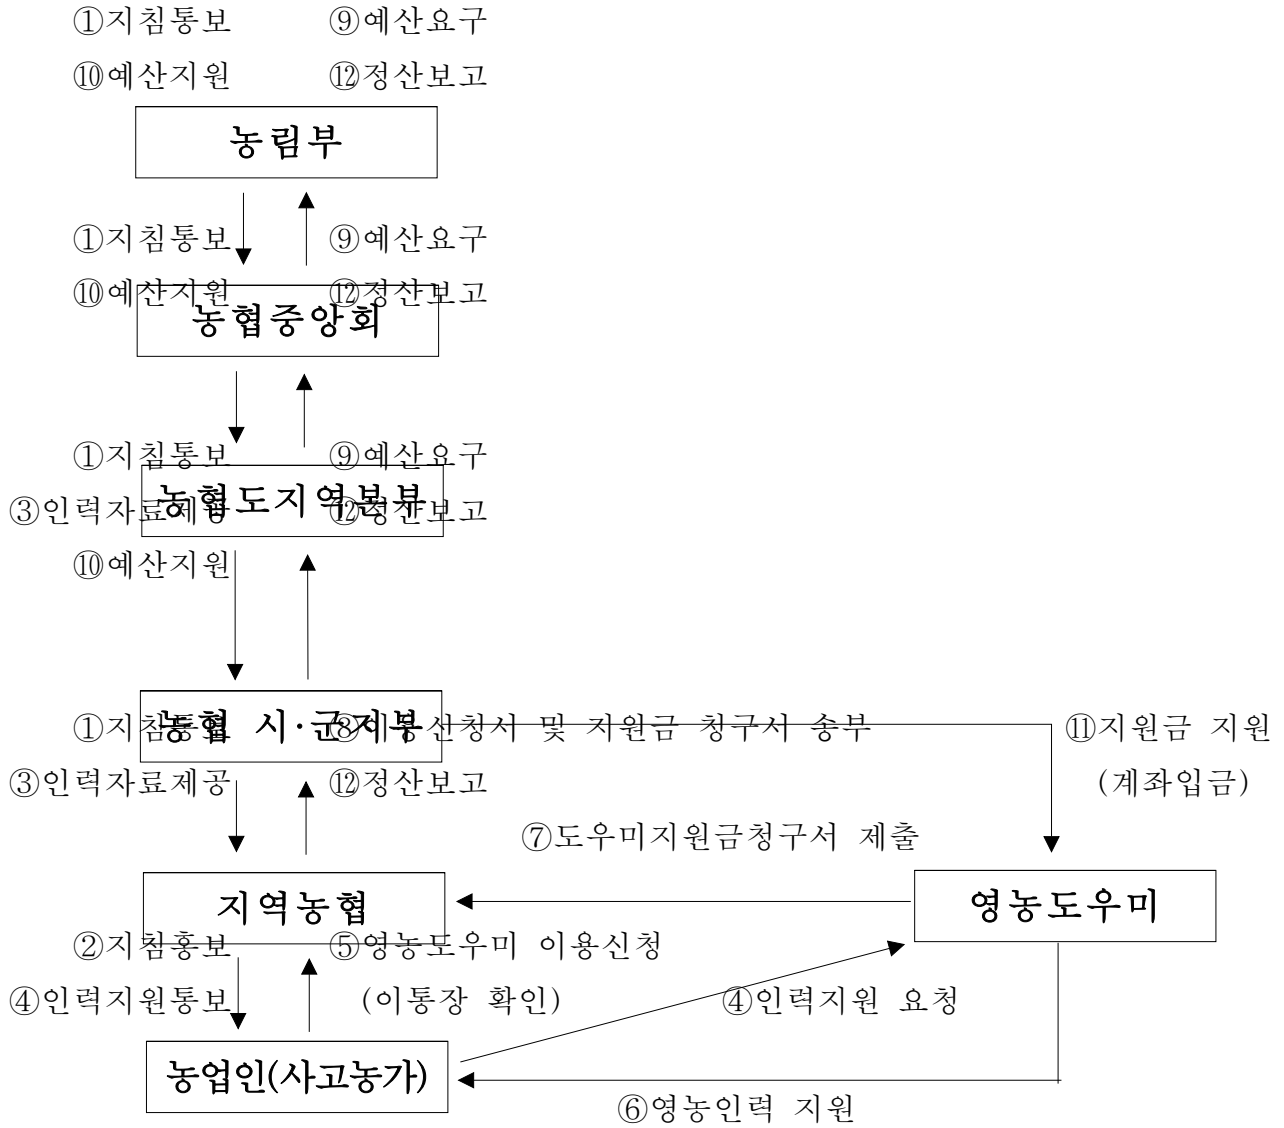 ①지침통보 ⑨예산요구
⑩예산지원 ⑫정산보고
농림부
①지침통보 ⑨예산요구
⑩예산지원 ⑫정산보고
농협중앙회
①지침통보 ⑨예산요구
농협도지역본부
③인력자료제공 ⑫정산보고
⑩예산지원
농협 시·군지부
①지침통보 ⑧이용신청서 및 지원금 청구서 송부 ⑪지원금 지원
③인력자료제공 ⑫정산보고 (계좌입금)
⑦도우미지원금청구서 제출
지역농협 영농도우미
②지침홍보 ⑤영농도우미 이용신청
④인력지원통보 (이통장 확인) ④인력지원 요청
농업인(사고농가)
⑥영농인력 지원